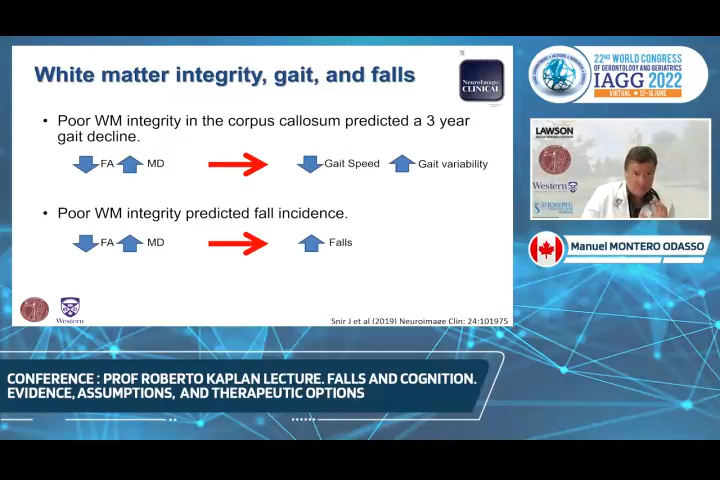 White matter integrity, gait, and falls
NeuroImage:
CLINICAL
• Poor WM integrity in the corpus callosum predicted a 3 year
gait decline.
FA MD Gait Speed Gait variability
• Poor WM integrity predicted fall incidence.
FA MD Falls
Western
Snir J et al (2019) Neuroimage Clin: 24:101975
22ND WORLD CONGRESS
OF GERONTOLOGY AND GERIATRICS
IAGG 2022
VIRTUAL • 12-16 JUNE
LAWSON
Western
ST JOSEPH'S
Manuel MONTERO ODASSO
CONFERENCE : PROF ROBERTO KAPLAN LECTURE. FALLS AND COGNITION.
EVIDENCE, ASSUMPTIONS, AND THERAPEUTIC OPTIONS